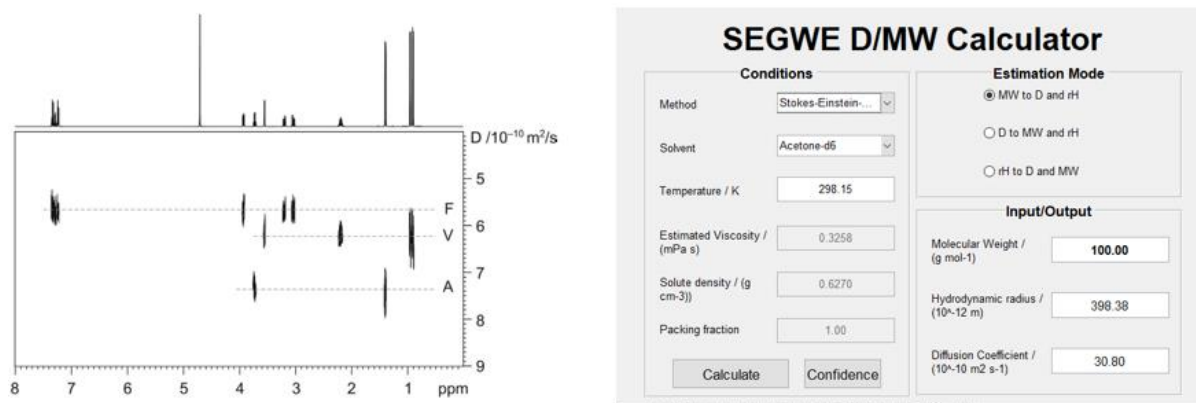 D /10⁻¹⁰ m²/s
5
F
6
V
7
A
8
9
8 7 6 5 4 3 2 1 ppm
SEGWE D/MW Calculator
Conditions
Method Stokes-Einstein-...
Solvent Acetone-d6
Temperature / K 298.15
Estimated Viscosity / (mPa s) 0.3258
Solute density / (g cm-3)) 0.6270
Packing fraction 1.00
Calculate Confidence
Estimation Mode
MW to D and rH
D to MW and rH
rH to D and MW
Input/Output
Molecular Weight / (g mol-1) 100.00
Hydrodynamic radius / (10^-12 m) 398.38
Diffusion Coefficient / (10^-10 m2 s-1) 30.80